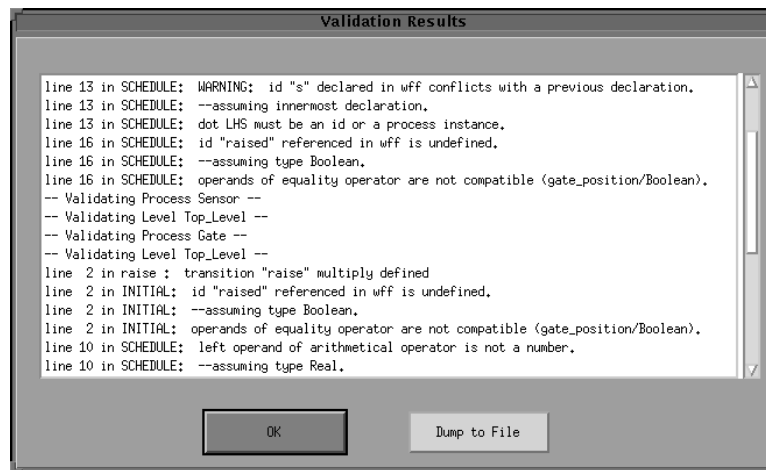 Validation Results
line 13 in SCHEDULE:  WARNING:  id "s" declared in wff conflicts with a previous declaration.
line 13 in SCHEDULE:  --assuming innermost declaration.
line 13 in SCHEDULE:  dot LHS must be an id or a process instance.
line 16 in SCHEDULE:  id "raised" referenced in wff is undefined.
line 16 in SCHEDULE:  --assuming type Boolean.
line 16 in SCHEDULE:  operands of equality operator are not compatible (gate_position/Boolean).
-- Validating Process Sensor --
-- Validating Level Top_Level --
-- Validating Process Gate --
-- Validating Level Top_Level --
line  2 in raise :  transition "raise" multiply defined
line  2 in INITIAL:  id "raised" referenced in wff is undefined.
line  2 in INITIAL:  --assuming type Boolean.
line  2 in INITIAL:  operands of equality operator are not compatible (gate_position/Boolean).
line 10 in SCHEDULE:  left operand of arithmetical operator is not a number.
line 10 in SCHEDULE:  --assuming type Real.
OK
Dump to File